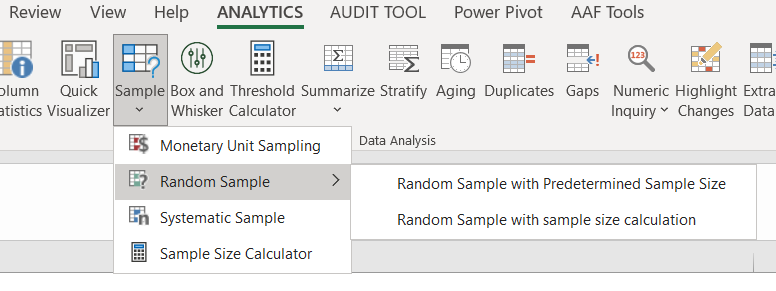 Review View Help ANALYTICS AUDIT TOOL Power Pivot AAF Tools
123
olumn Quick Sample Box and Threshold Summarize Stratify Aging Duplicates Gaps Numeric Highlight Extra
atistics Visualizer Whisker Calculator Inquiry Changes Data
Monetary Unit Sampling
Data Analysis
Random Sample
Random Sample with Predetermined Sample Size
Random Sample with sample size calculation
Systematic Sample
Sample Size Calculator